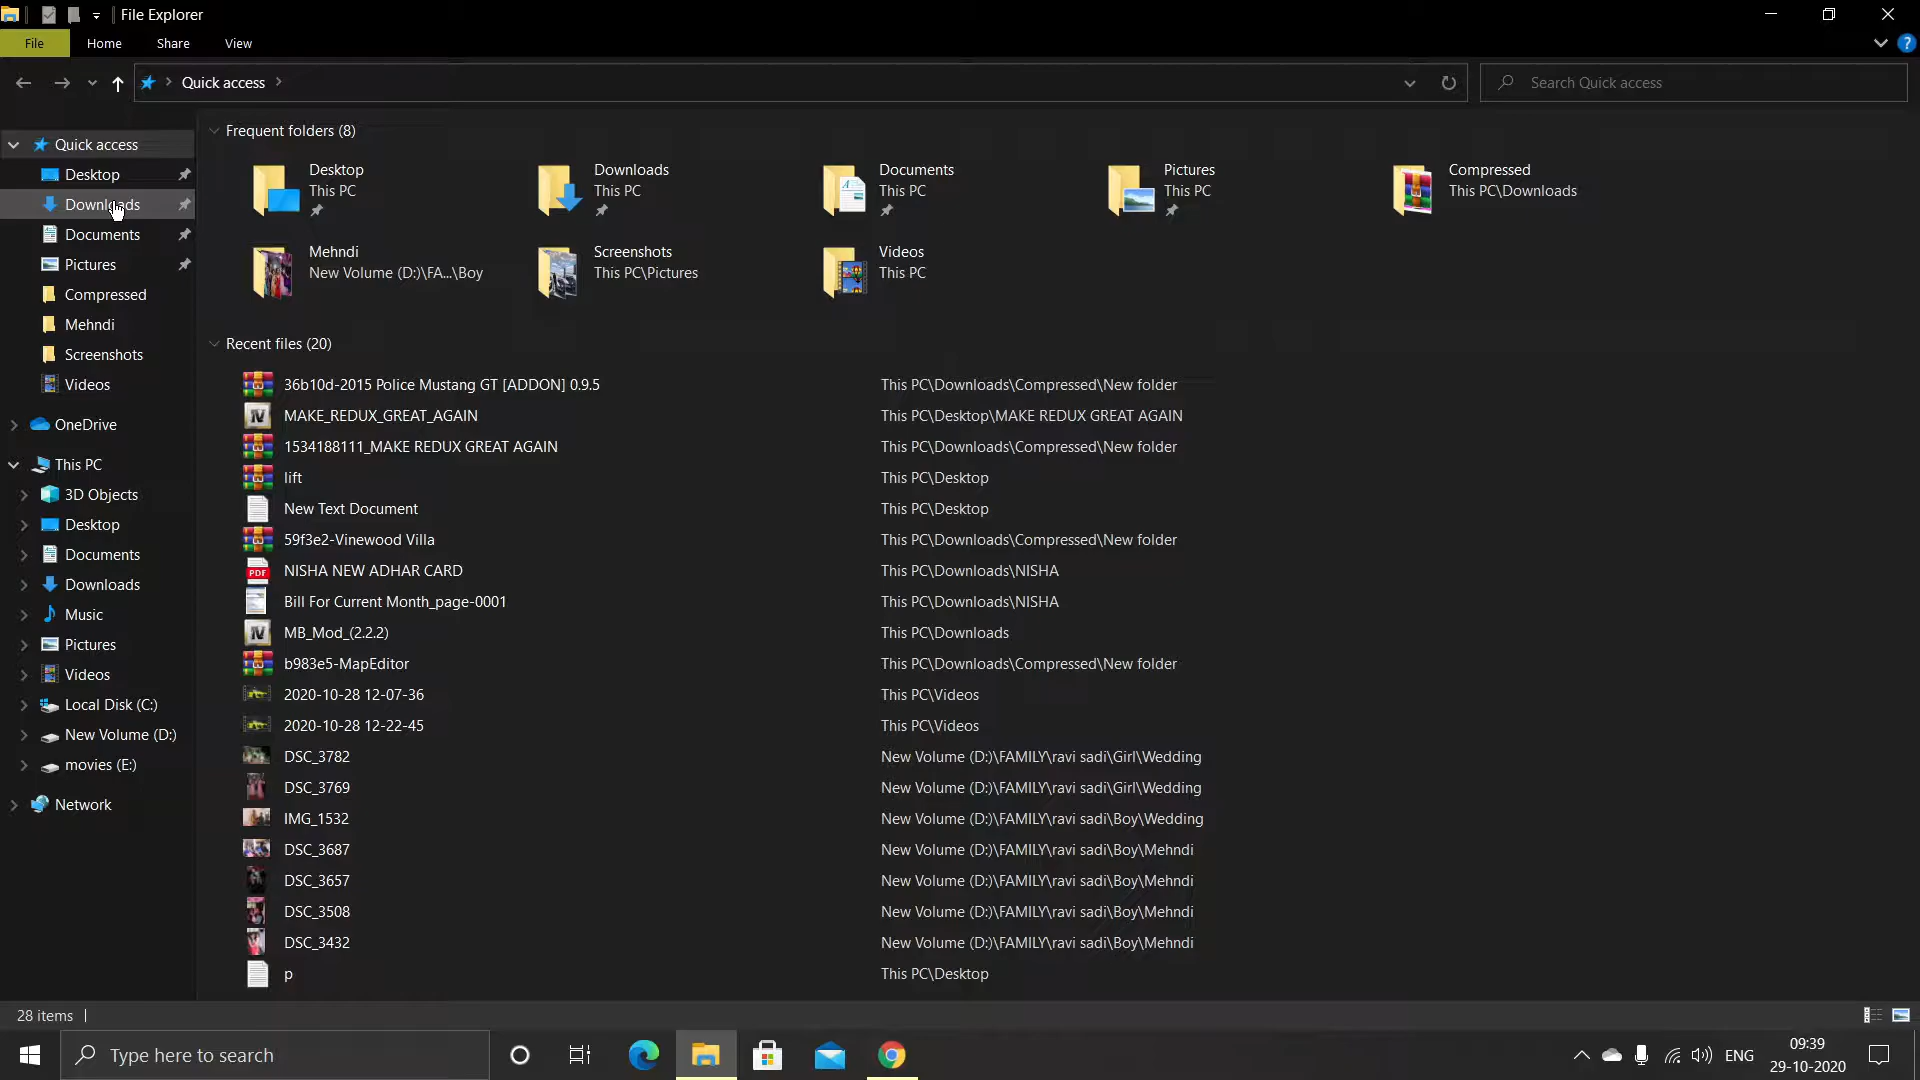 File Explorer
File Home Share View
Quick access
Search Quick access
Quick access
Desktop
Downloads
Documents
Pictures
Compressed
Mehndi
Screenshots
Videos
OneDrive
This PC
3D Objects
Desktop
Documents
Downloads
Music
Pictures
Videos
Local Disk (C:)
New Volume (D:)
movies (E:)
Network
Frequent folders (8)
Desktop
This PC
Downloads
This PC
Documents
This PC
Pictures
This PC
Compressed
This PC\Downloads
Mehndi
New Volume (D:)\FA...\Boy
Screenshots
This PC\Pictures
Videos
This PC
Recent files (20)
36b10d-2015 Police Mustang GT [ADDON] 0.9.5 This PC\Downloads\Compressed\New folder
MAKE_REDUX_GREAT_AGAIN This PC\Desktop\MAKE REDUX GREAT AGAIN
1534188111_MAKE REDUX GREAT AGAIN This PC\Downloads\Compressed\New folder
lift This PC\Desktop
New Text Document This PC\Desktop
59f3e2-Vinewood Villa This PC\Downloads\Compressed\New folder
PDF NISHA NEW ADHAR CARD This PC\Downloads\NISHA
Bill For Current Month_page-0001 This PC\Downloads\NISHA
MB_Mod_(2.2.2) This PC\Downloads
b983e5-MapEditor This PC\Downloads\Compressed\New folder
2020-10-28 12-07-36 This PC\Videos
2020-10-28 12-22-45 This PC\Videos
DSC_3782 New Volume (D:)\FAMILY\ravi sadi\Girl\Wedding
DSC_3769 New Volume (D:)\FAMILY\ravi sadi\Girl\Wedding
IMG_1532 New Volume (D:)\FAMILY\ravi sadi\Boy\Wedding
DSC_3687 New Volume (D:)\FAMILY\ravi sadi\Boy\Mehndi
DSC_3657 New Volume (D:)\FAMILY\ravi sadi\Boy\Mehndi
DSC_3508 New Volume (D:)\FAMILY\ravi sadi\Boy\Mehndi
DSC_3432 New Volume (D:)\FAMILY\ravi sadi\Boy\Mehndi
p This PC\Desktop
28 items
Type here to search
ENG
09:39
29-10-2020